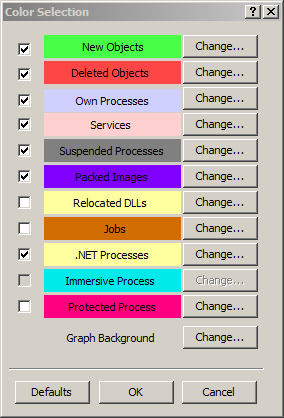 Color Selection
New Objects Change...
Deleted Objects Change...
Own Processes Change...
Services Change...
Suspended Processes Change...
Packed Images Change...
Relocated DLLs Change...
Jobs Change...
.NET Processes Change...
Immersive Process Change...
Protected Process Change...
Graph Background Change...
Defaults OK Cancel